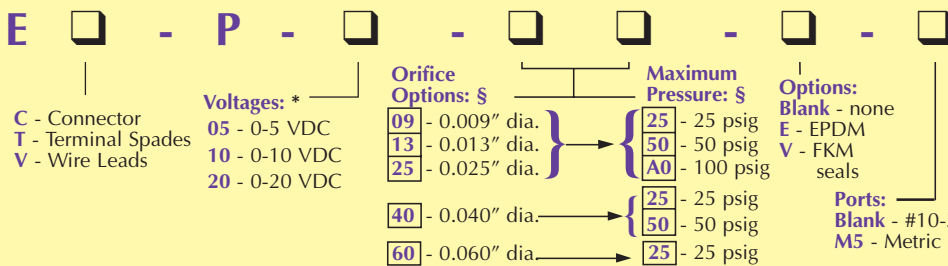 E ❑ - P - ❑ - ❑ ❑ - ❑ - ❑
C - Connector
T - Terminal Spades
V - Wire Leads
Voltages: *
05 - 0-5 VDC
10 - 0-10 VDC
20 - 0-20 VDC
Orifice
Options: §
09 - 0.009″ dia.
13 - 0.013″ dia.
25 - 0.025″ dia.
40 - 0.040″ dia.
60 - 0.060″ dia.
Maximum
Pressure: §
25 - 25 psig
50 - 50 psig
A0 - 100 psig
25 - 25 psig
50 - 50 psig
25 - 25 psig
Options:
Blank - none
E - EPDM
V - FKM
seals
Ports:
Blank - #10-
M5 - Metric